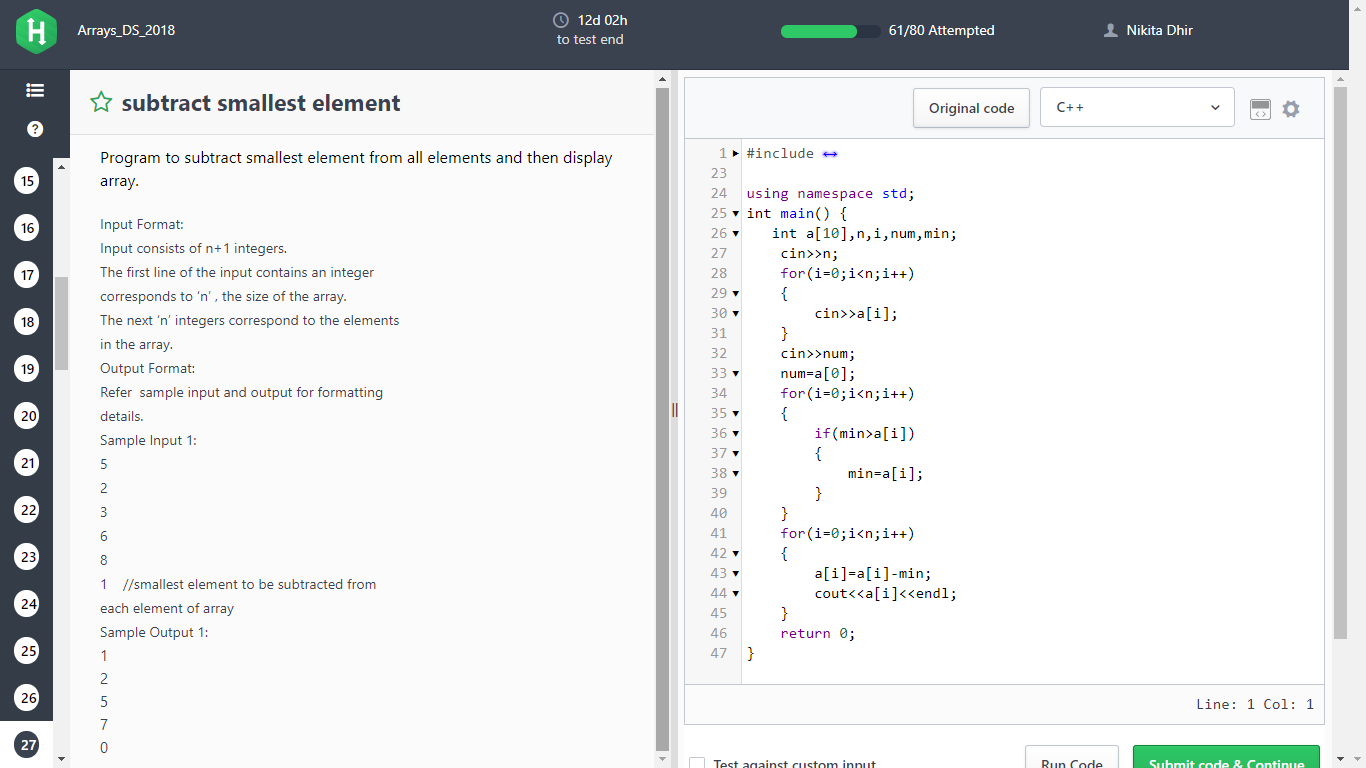 Arrays_DS_2018
12d 02h
to test end
61/80 Attempted
Nikita Dhir
subtract smallest element
Program to subtract smallest element from all elements and then display
array.
Input Format:
Input consists of n+1 integers.
The first line of the input contains an integer
corresponds to ‘n’ , the size of the array.
The next ‘n’ integers correspond to the elements
in the array.
Output Format:
Refer  sample input and output for formatting
details.
Sample Input 1:
5
2
3
6
8
1    //smallest element to be subtracted from
each element of array
Sample Output 1:
1
2
5
7
0
?
15
16
17
18
19
20
21
22
23
24
25
26
27
Original code
C++
1 #include
23
24 using namespace std;
25 int main() {
26    int a[10],n,i,num,min;
27     cin>>n;
28     for(i=0;i<n;i++)
29     {
30         cin>>a[i];
31     }
32     cin>>num;
33     num=a[0];
34     for(i=0;i<n;i++)
35     {
36         if(min>a[i])
37         {
38             min=a[i];
39         }
40     }
41     for(i=0;i<n;i++)
42     {
43         a[i]=a[i]-min;
44         cout<<a[i]<<endl;
45     }
46     return 0;
47 }
Line: 1 Col: 1
Test against custom input
Run Code
Submit code & Continue